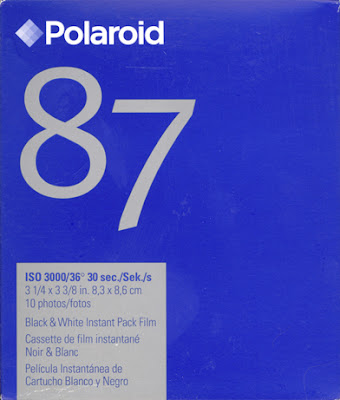 Polaroid
87
ISO 3000/36° 30 sec./Sek./s
3 1/4 x 3 3/8 in. 8,3 x 8,6 cm.
10 photos/fotos
Black & White Instant Pack Film
Cassette de film instantané
Noir & Blanc
Película Instantánea de
Cartucho Blanco y Negro